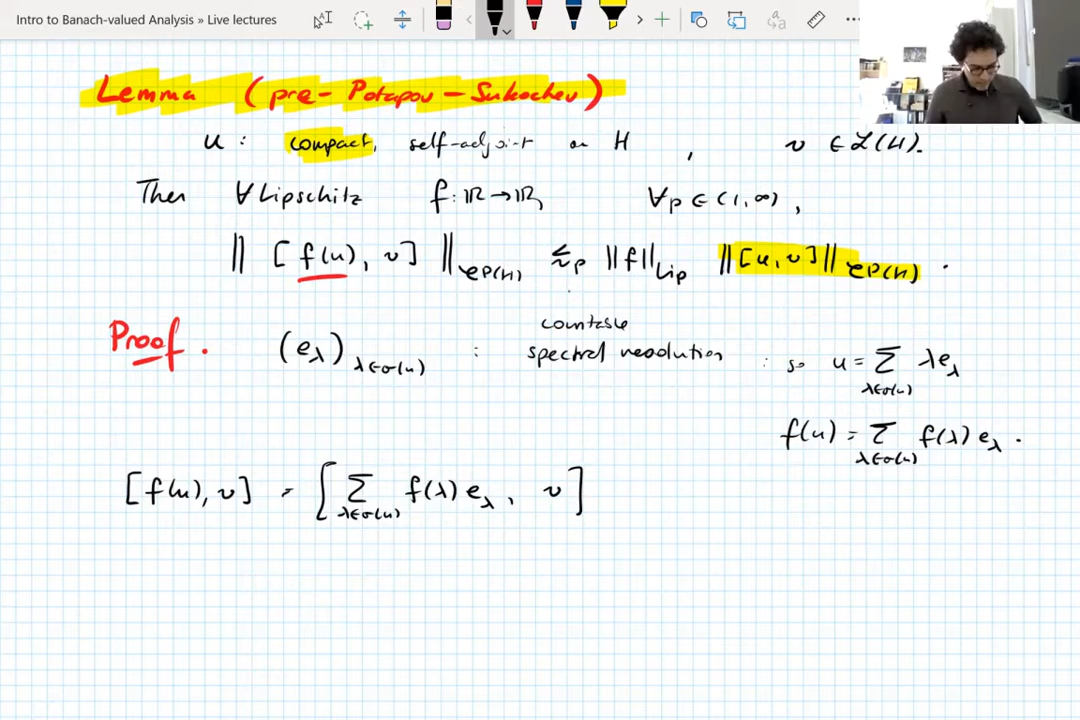 Intro to Banach-valued Analysis » Live lectures
Lemma (pre-Potapov-Sukochev)
u : compact, self-adjoint on H , v ∈ 𝓛(H).
Then ∀ Lipschitz f: ℝ → ℝ, ∀p ∈ (1,∞),
‖ [f(u), v] ‖_{𝒞^p(H)} ≲_p ‖f‖_{Lip} ‖[u,v]‖_{𝒞^p(H)} .
Proof. (e_λ)_{λ∈σ(u)} : countable spectral resolution : so u = Σ_{λ∈σ(u)} λe_λ
f(u) = Σ_{λ∈σ(u)} f(λ) e_λ .
[f(u), v] = [ Σ_{λ∈σ(u)} f(λ) e_λ , v ]